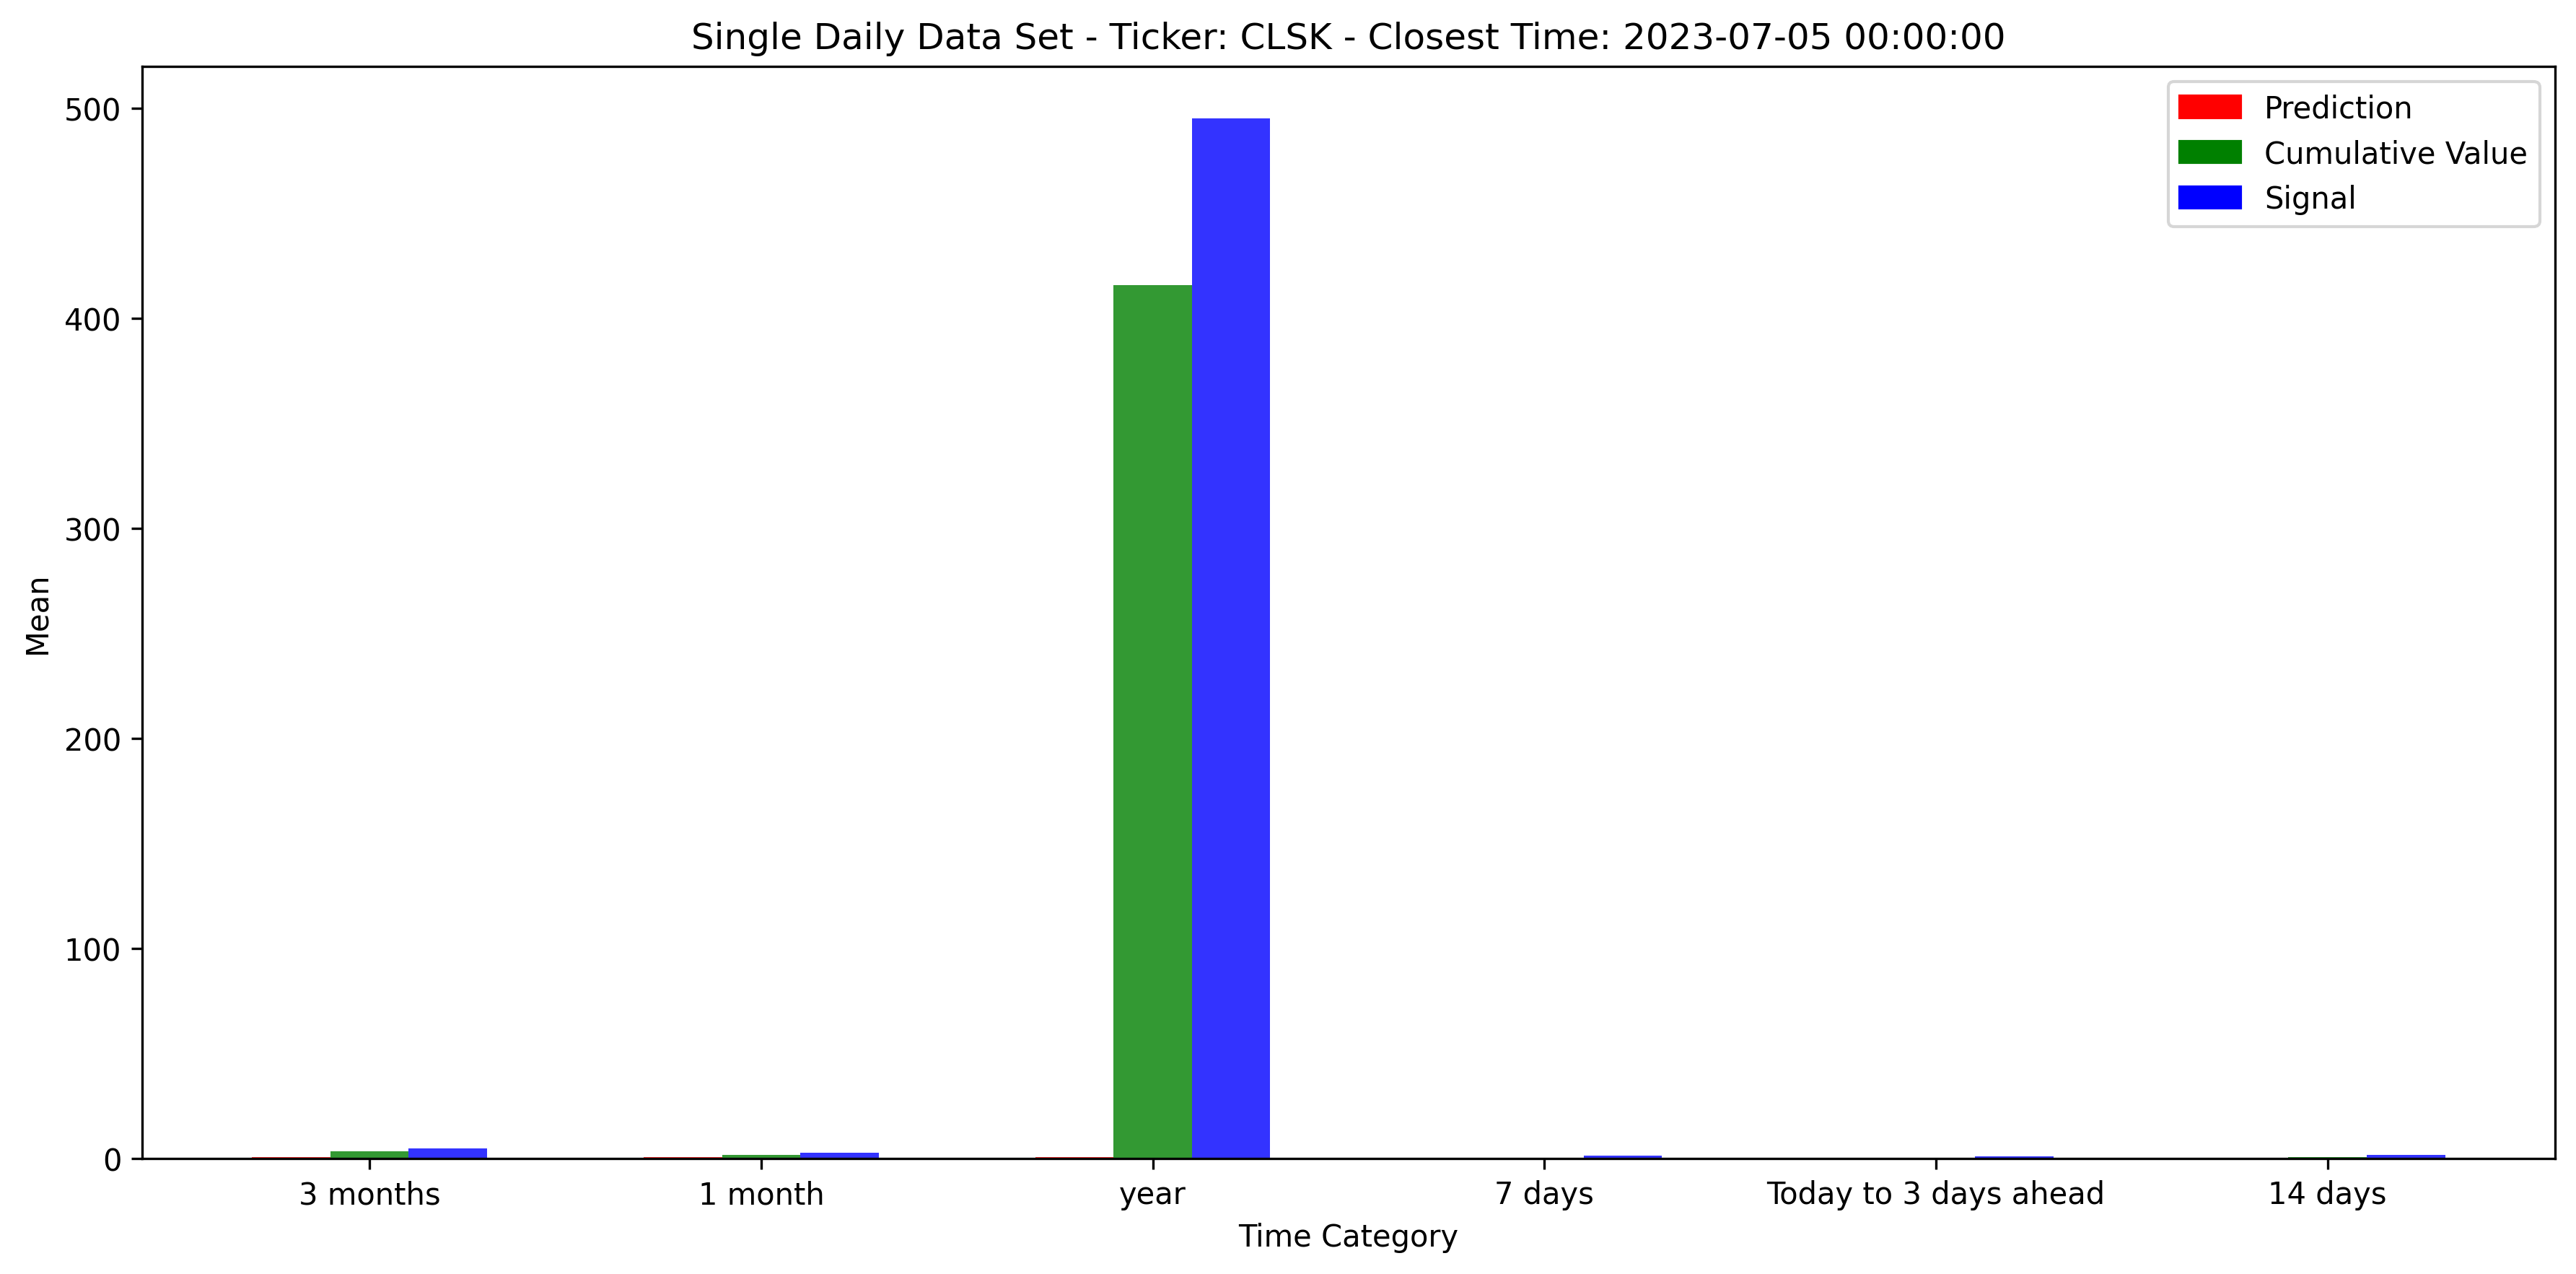 Single Daily Data Set - Ticker: CLSK - Closest Time: 2023-07-05 00:00:00
Prediction
Cumulative Value
Signal
500
400
300
200
100
0
Mean
3 months
1 month
year
7 days
Today to 3 days ahead
14 days
Time Category